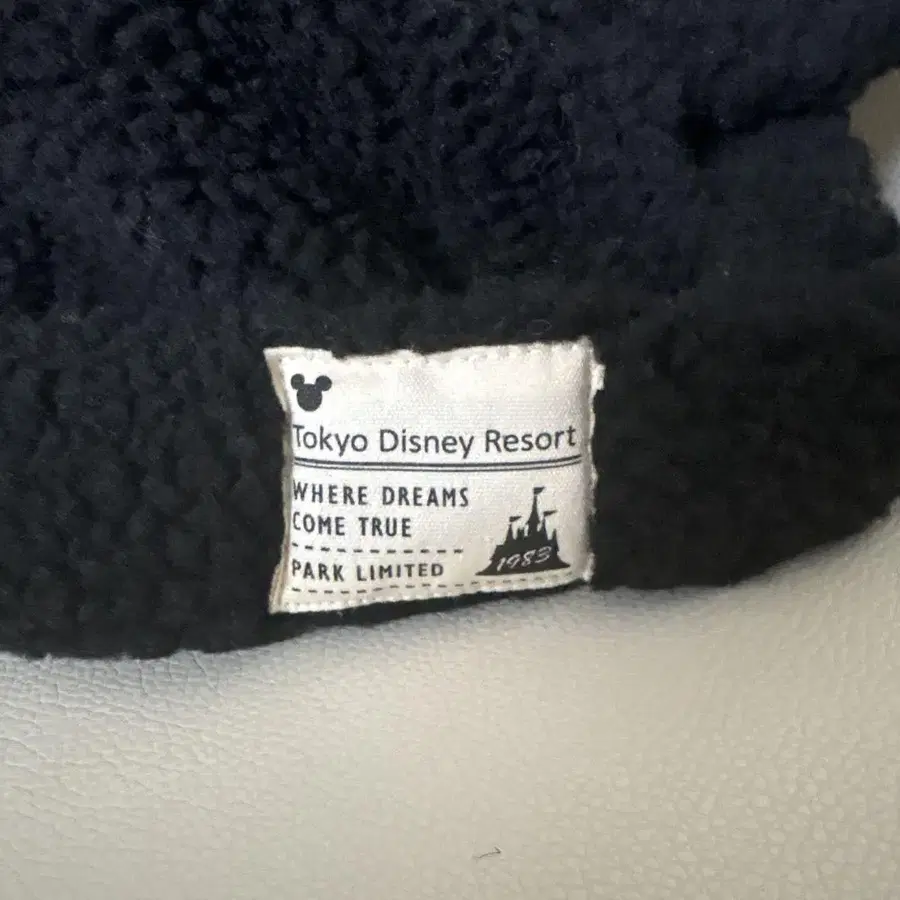 Tokyo Disney Resort
WHERE DREAMS
COME TRUE
PARK LIMITED
1983